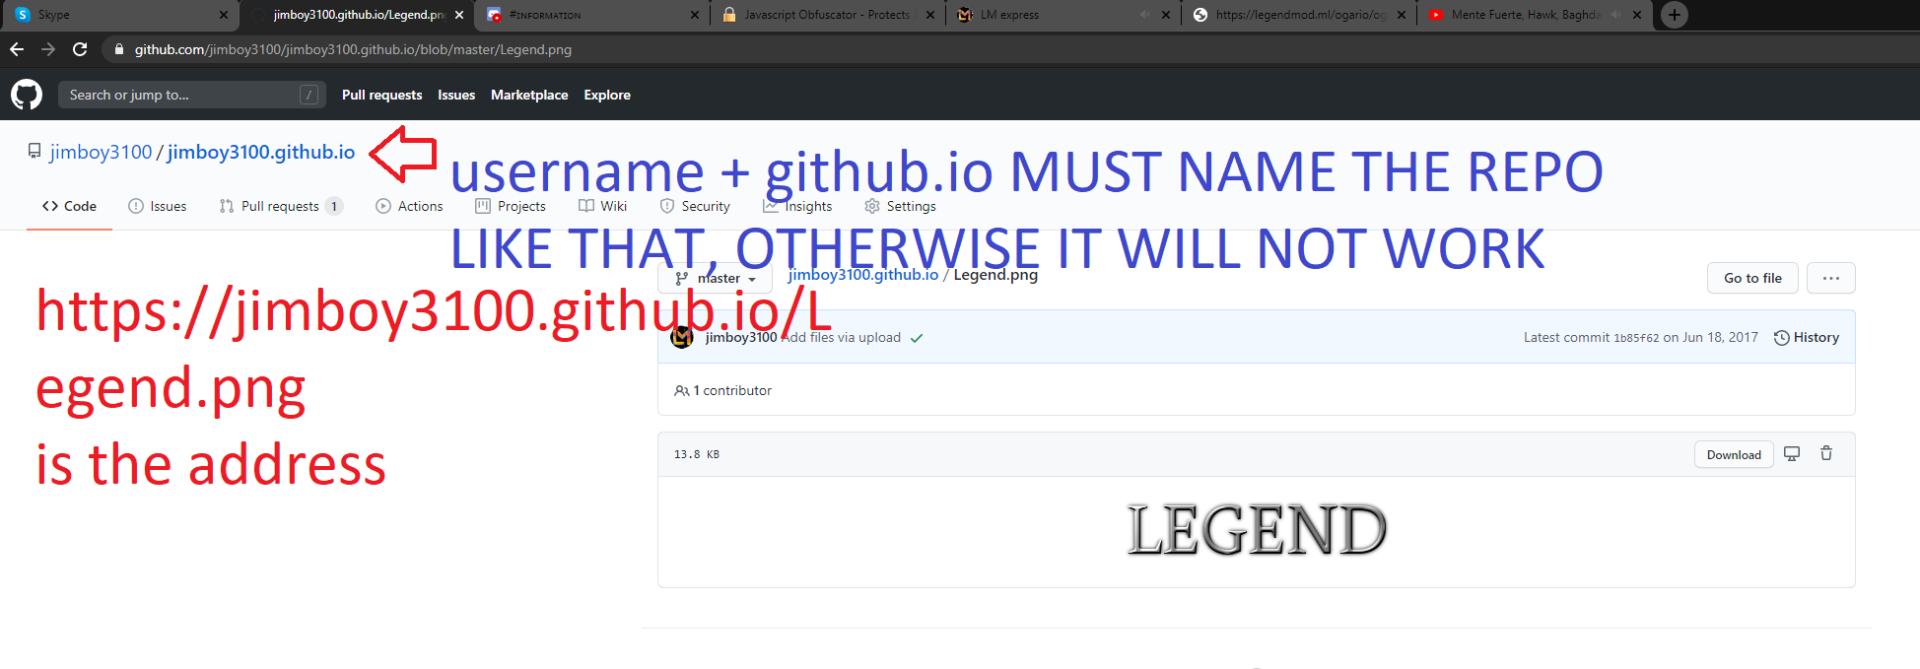 Skype
jimboy3100.github.io/Legend.pn
#INFORMATION
Javascript Obfuscator - Protects
LM express
https://legendmod.ml/ogario/og
Mente Fuerte, Hawk, Baghda
github.com/jimboy3100/jimboy3100.github.io/blob/master/Legend.png
Search or jump to... /
Pull requests Issues Marketplace Explore
jimboy3100 / jimboy3100.github.io
username + github.io MUST NAME THE REPO
<> Code Issues Pull requests 1 Actions Projects Wiki Security Insights Settings
LIKE THAT, OTHERWISE IT WILL NOT WORK
master jimboy3100.github.io / Legend.png Go to file ...
https://jimboy3100.github.io/L
egend.png
is the address
jimboy3100 Add files via upload Latest commit 1b85f62 on Jun 18, 2017 History
1 contributor
13.8 KB Download
LEGEND